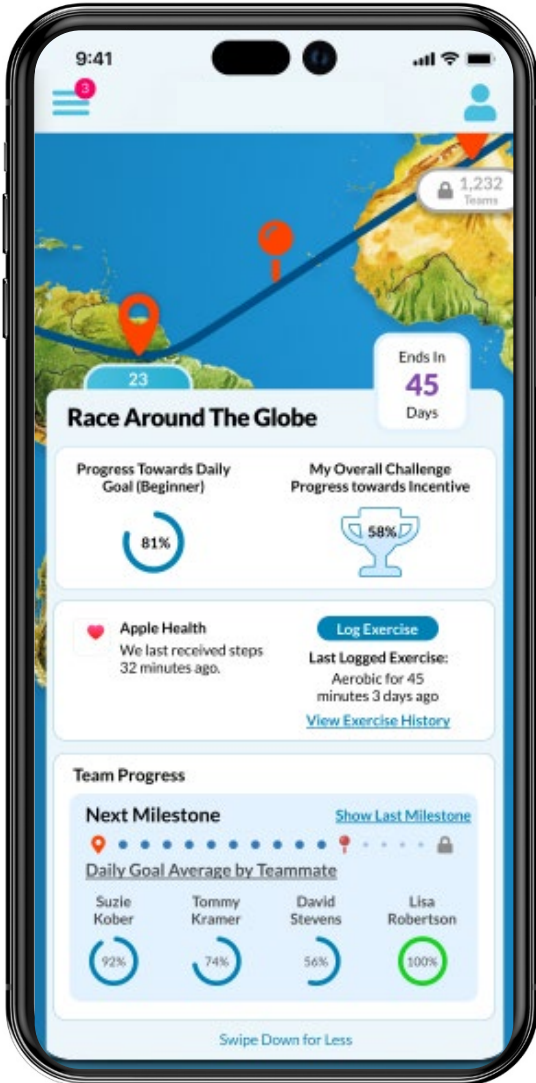 9:41
3
1,232
Teams
23
Ends In
45
Days
Race Around The Globe
Progress Towards Daily
Goal (Beginner)
81%
My Overall Challenge
Progress towards Incentive
58%
Apple Health
We last received steps
32 minutes ago.
Log Exercise
Last Logged Exercise:
Aerobic for 45
minutes 3 days ago
View Exercise History
Team Progress
Next Milestone
Show Last Milestone
Daily Goal Average by Teammate
Suzie
Kober
92%
Tommy
Kramer
74%
David
Stevens
56%
Lisa
Robertson
100%
Swipe Down for Less